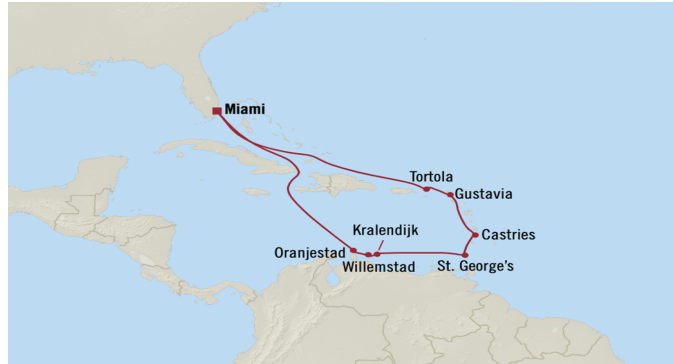 Miami
Tortola
Gustavia
Kralendijk
Castries
Oranjestad
Willemstad
St. George's